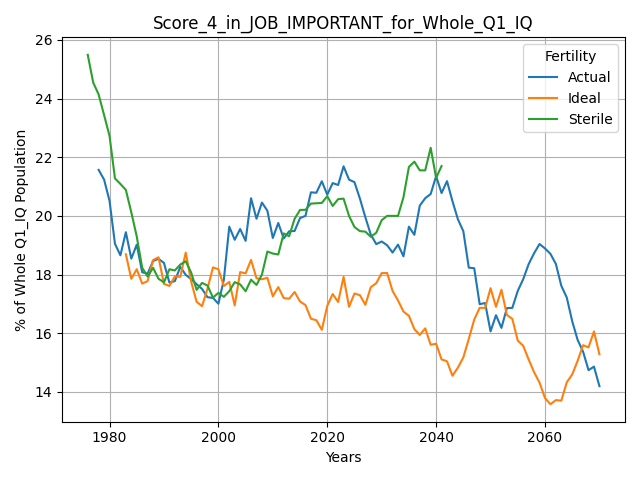 Score_4_in_JOB_IMPORTANT_for_Whole_Q1_IQ
% of Whole Q1_IQ Population
26
24
22
20
18
16
14
Fertility
Actual
Ideal
Sterile
1980
2000
2020
2040
2060
Years